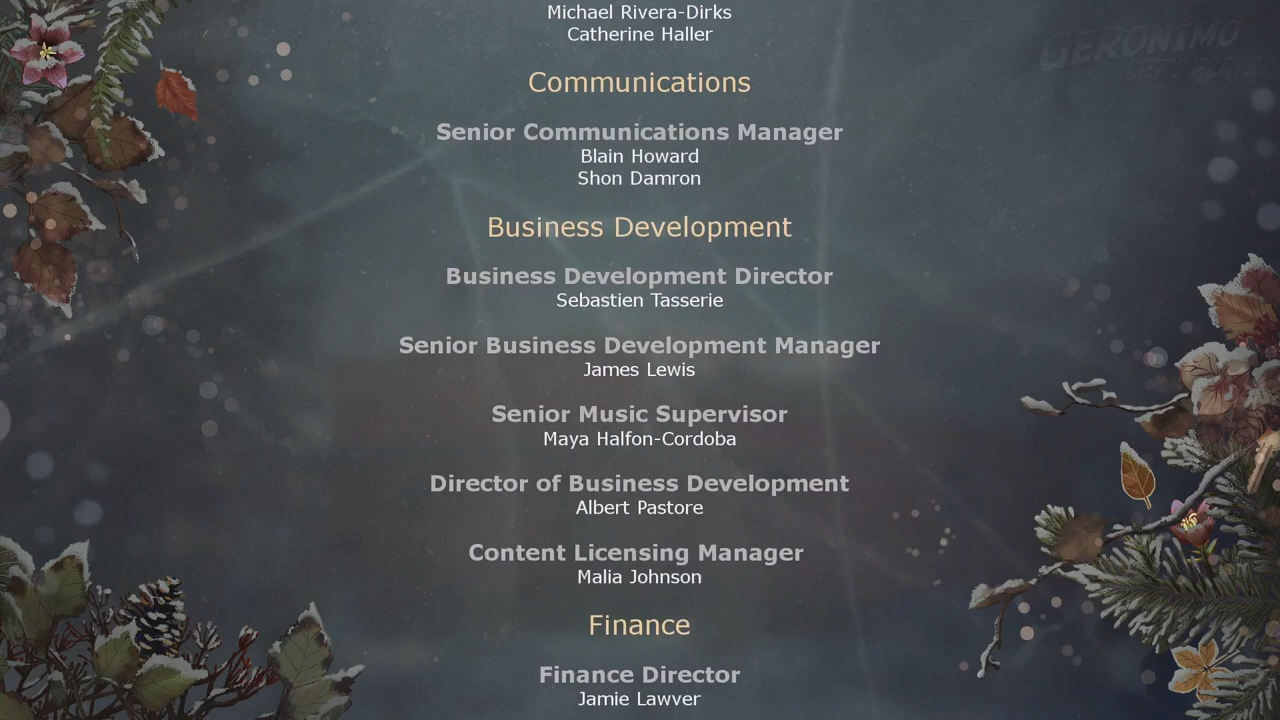 Michael Rivera-Dirks
Catherine Haller
GERONIMO
Communications
Senior Communications Manager
Blain Howard
Shon Damron
Business Development
Business Development Director
Sebastien Tasserie
Senior Business Development Manager
James Lewis
Senior Music Supervisor
Maya Halfon-Cordoba
Director of Business Development
Albert Pastore
Content Licensing Manager
Malia Johnson
Finance
Finance Director
Jamie Lawver